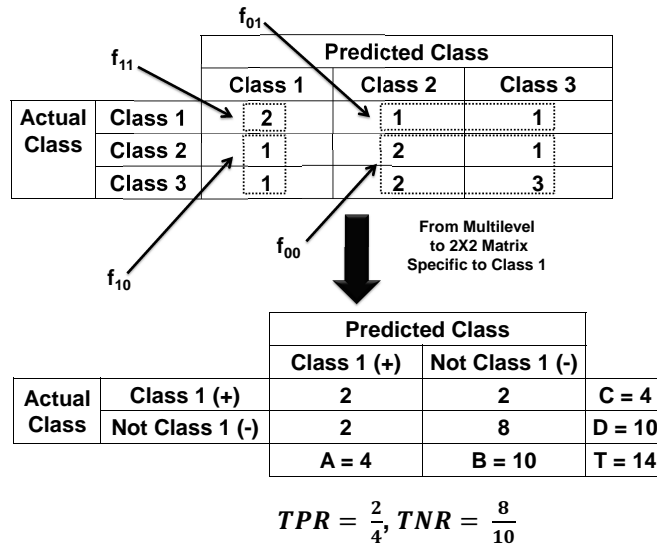 f01
f11
Predicted Class
Class 1 Class 2 Class 3
Actual Class Class 1 2 1 1
Class 2 1 2 1
Class 3 1 2 3
f10
f00
From Multilevel
to 2X2 Matrix
Specific to Class 1
Predicted Class
Class 1 (+) Not Class 1 (-)
Actual Class Class 1 (+) 2 2 C = 4
Not Class 1 (-) 2 8 D = 10
A = 4 B = 10 T = 14
TPR = 2/4, TNR = 8/10